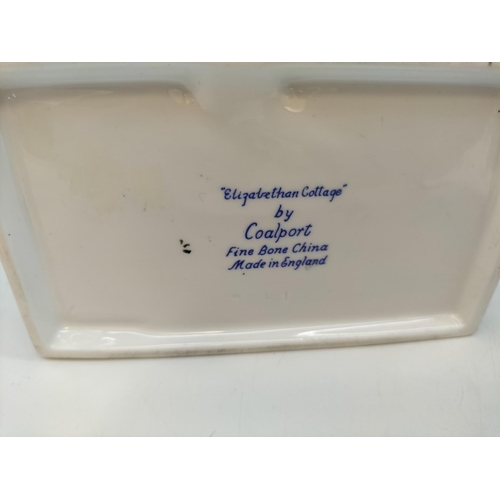 "Elizabethan Cottage"
by
Coalport
Fine Bone China
Made in England